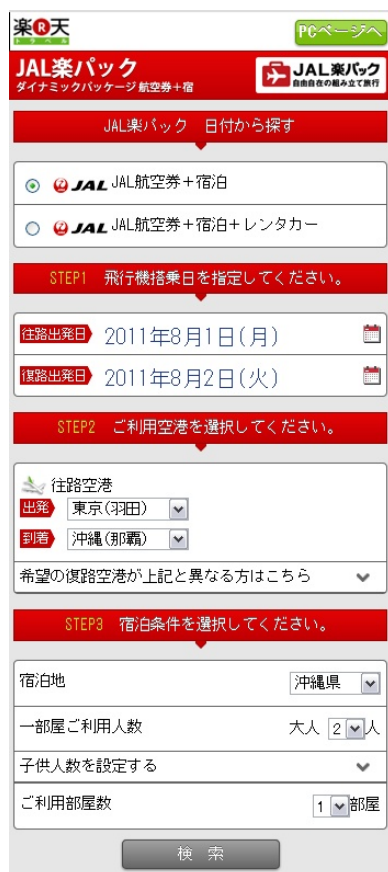 楽R天
トラベル
PCページへ
JAL楽パック
ダイナミックパッケージ 航空券+宿
JAL楽パック
自由自在の組み立て旅行
JAL楽パック 日付から探す
JAL JAL航空券+宿泊
JAL JAL航空券+宿泊+レンタカー
STEP1 飛行機搭乗日を指定してください。
往路出発日 2011年8月1日(月)
復路出発日 2011年8月2日(火)
STEP2 ご利用空港を選択してください。
往路空港
出発 東京(羽田)
到着 沖縄(那覇)
希望の復路空港が上記と異なる方はこちら
STEP3 宿泊条件を選択してください。
宿泊地 沖縄県
一部屋ご利用人数 大人 2 人
子供人数を設定する
ご利用部屋数 1 部屋
検 索